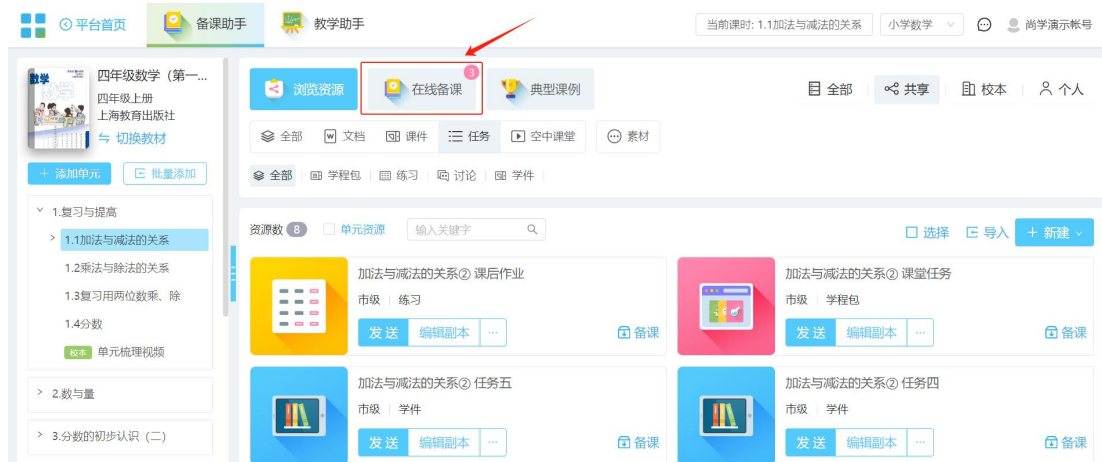 平台首页
备课助手
教学助手
当前课时: 1.1加法与减法的关系
小学数学
尚学演示帐号
数学
四年级数学（第一...
四年级上册
上海教育出版社
切换教材
+ 添加单元
批量添加
1.复习与提高
1.1加法与减法的关系
1.2乘法与除法的关系
1.3复习用两位数乘、除
1.4分数
校本 单元梳理视频
2.数与量
3.分数的初步认识（二）
浏览资源
在线备课
3
典型课例
全部
共享
校本
个人
全部
W 文档
课件
任务
空中课堂
素材
全部
学程包
练习
讨论
学件
资源数 8
单元资源
输入关键字
选择
导入
+ 新建
加法与减法的关系② 课后作业
市级 练习
发送 编辑副本 ...
备课
加法与减法的关系② 课堂任务
市级 学程包
发送 编辑副本 ...
备课
加法与减法的关系② 任务五
市级 学件
发送 编辑副本 ...
备课
加法与减法的关系② 任务四
市级 学件
发送 编辑副本 ...
备课